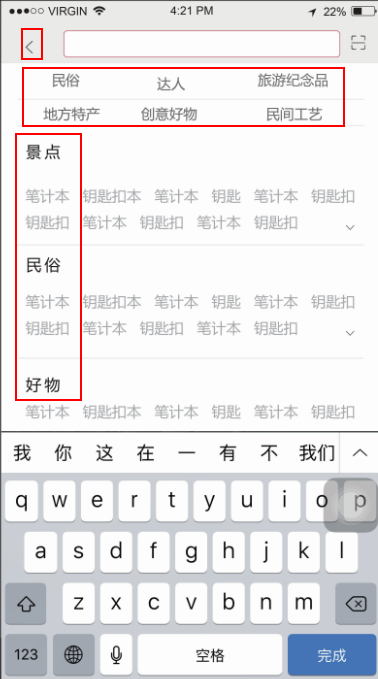 VIRGIN 4:21 PM 22%
民俗 达人 旅游纪念品
地方特产 创意好物 民间工艺
景点
笔计本 钥匙扣本 笔计本 钥匙 笔计本 钥匙扣
钥匙扣 笔计本 钥匙扣 笔计本 钥匙扣
民俗
笔计本 钥匙扣本 笔计本 钥匙 笔计本 钥匙扣
钥匙扣 笔计本 钥匙扣 笔计本 钥匙扣
好物
笔计本 钥匙扣本 笔计本 钥匙 笔计本 钥匙扣
我 你 这 在 一 有 不 我们
q w e r t y u i o p
a s d f g h j k l
z x c v b n m
123 空格 完成